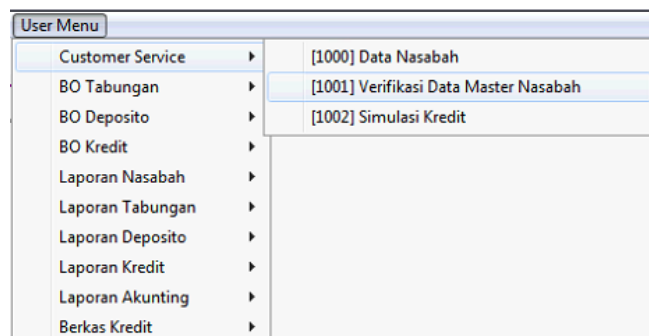 User Menu
Customer Service
[1000] Data Nasabah
BO Tabungan
[1001] Verifikasi Data Master Nasabah
BO Deposito
[1002] Simulasi Kredit
BO Kredit
Laporan Nasabah
Laporan Tabungan
Laporan Deposito
Laporan Kredit
Laporan Akunting
Berkas Kredit